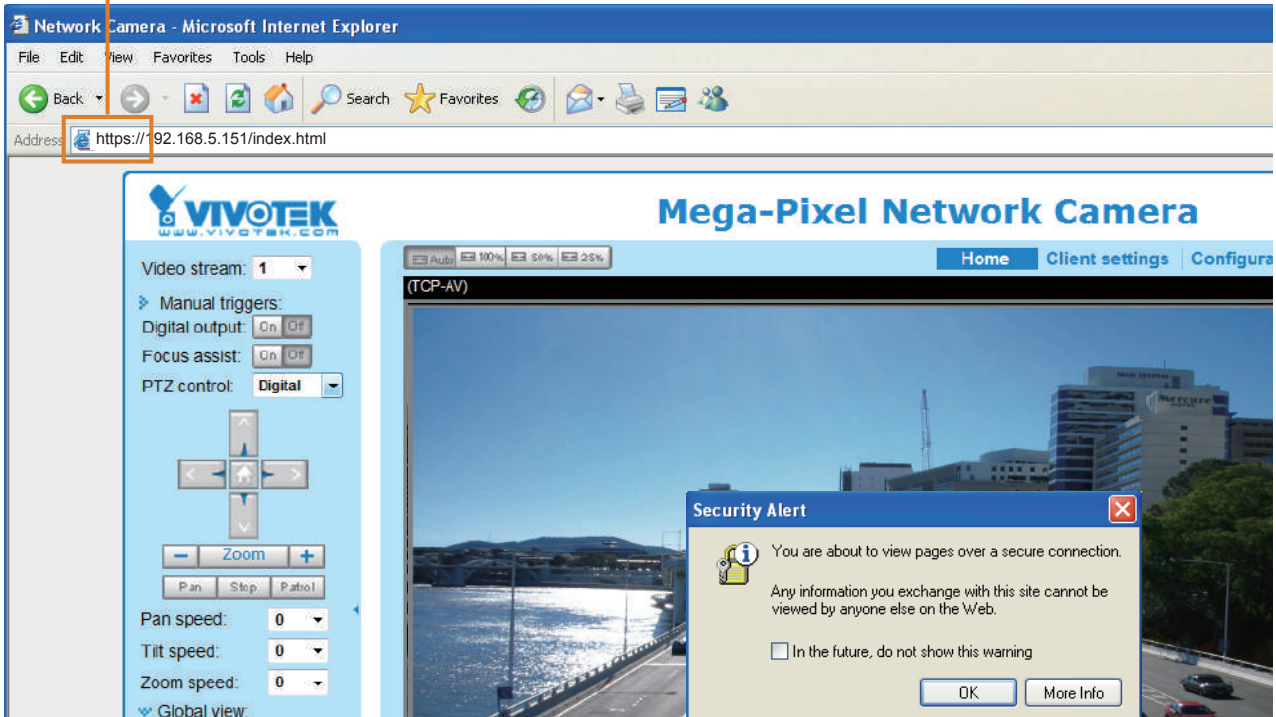 Network Camera - Microsoft Internet Explorer
File Edit View Favorites Tools Help
Back Search Favorites
Address https://192.168.5.151/index.html
VIVOTEK
WWW.VIVOTEK.COM
Mega-Pixel Network Camera
Video stream: 1
Manual triggers:
Digital output: On Off
Focus assist: On Off
PTZ control: Digital
Zoom
Pan Stop Patrol
Pan speed: 0
Tilt speed: 0
Zoom speed: 0
Global view:
Auto 100% 50% 25%
Home Client settings Configura
(TCP-AV)
Mercure
Security Alert
You are about to view pages over a secure connection.
Any information you exchange with this site cannot be
viewed by anyone else on the Web.
In the future, do not show this warning
OK More Info